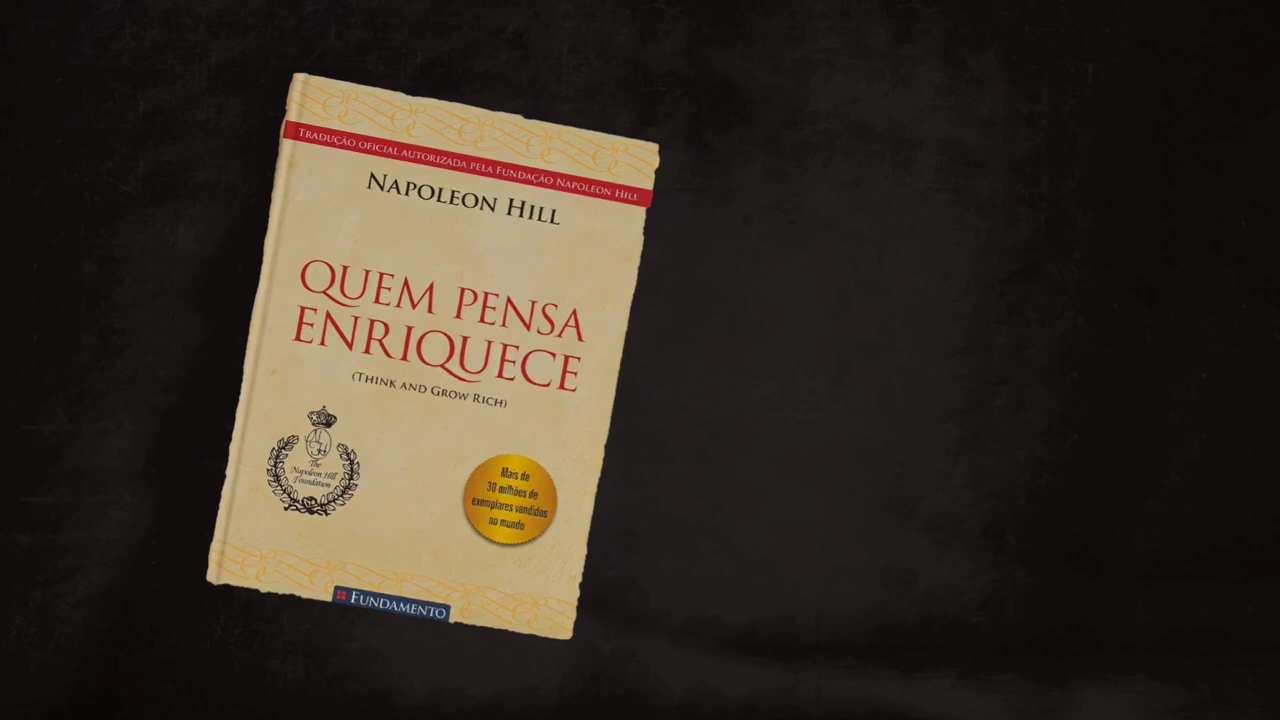 TRADUÇÃO OFICIAL AUTORIZADA PELA FUNDAÇÃO NAPOLEON HILL
NAPOLEON HILL
QUEM PENSA
ENRIQUECE
(THINK AND GROW RICH)
The
Napoleon Hill
Foundation
Mais de
30 milhões de
exemplares vendidos
no mundo
FUNDAMENTO